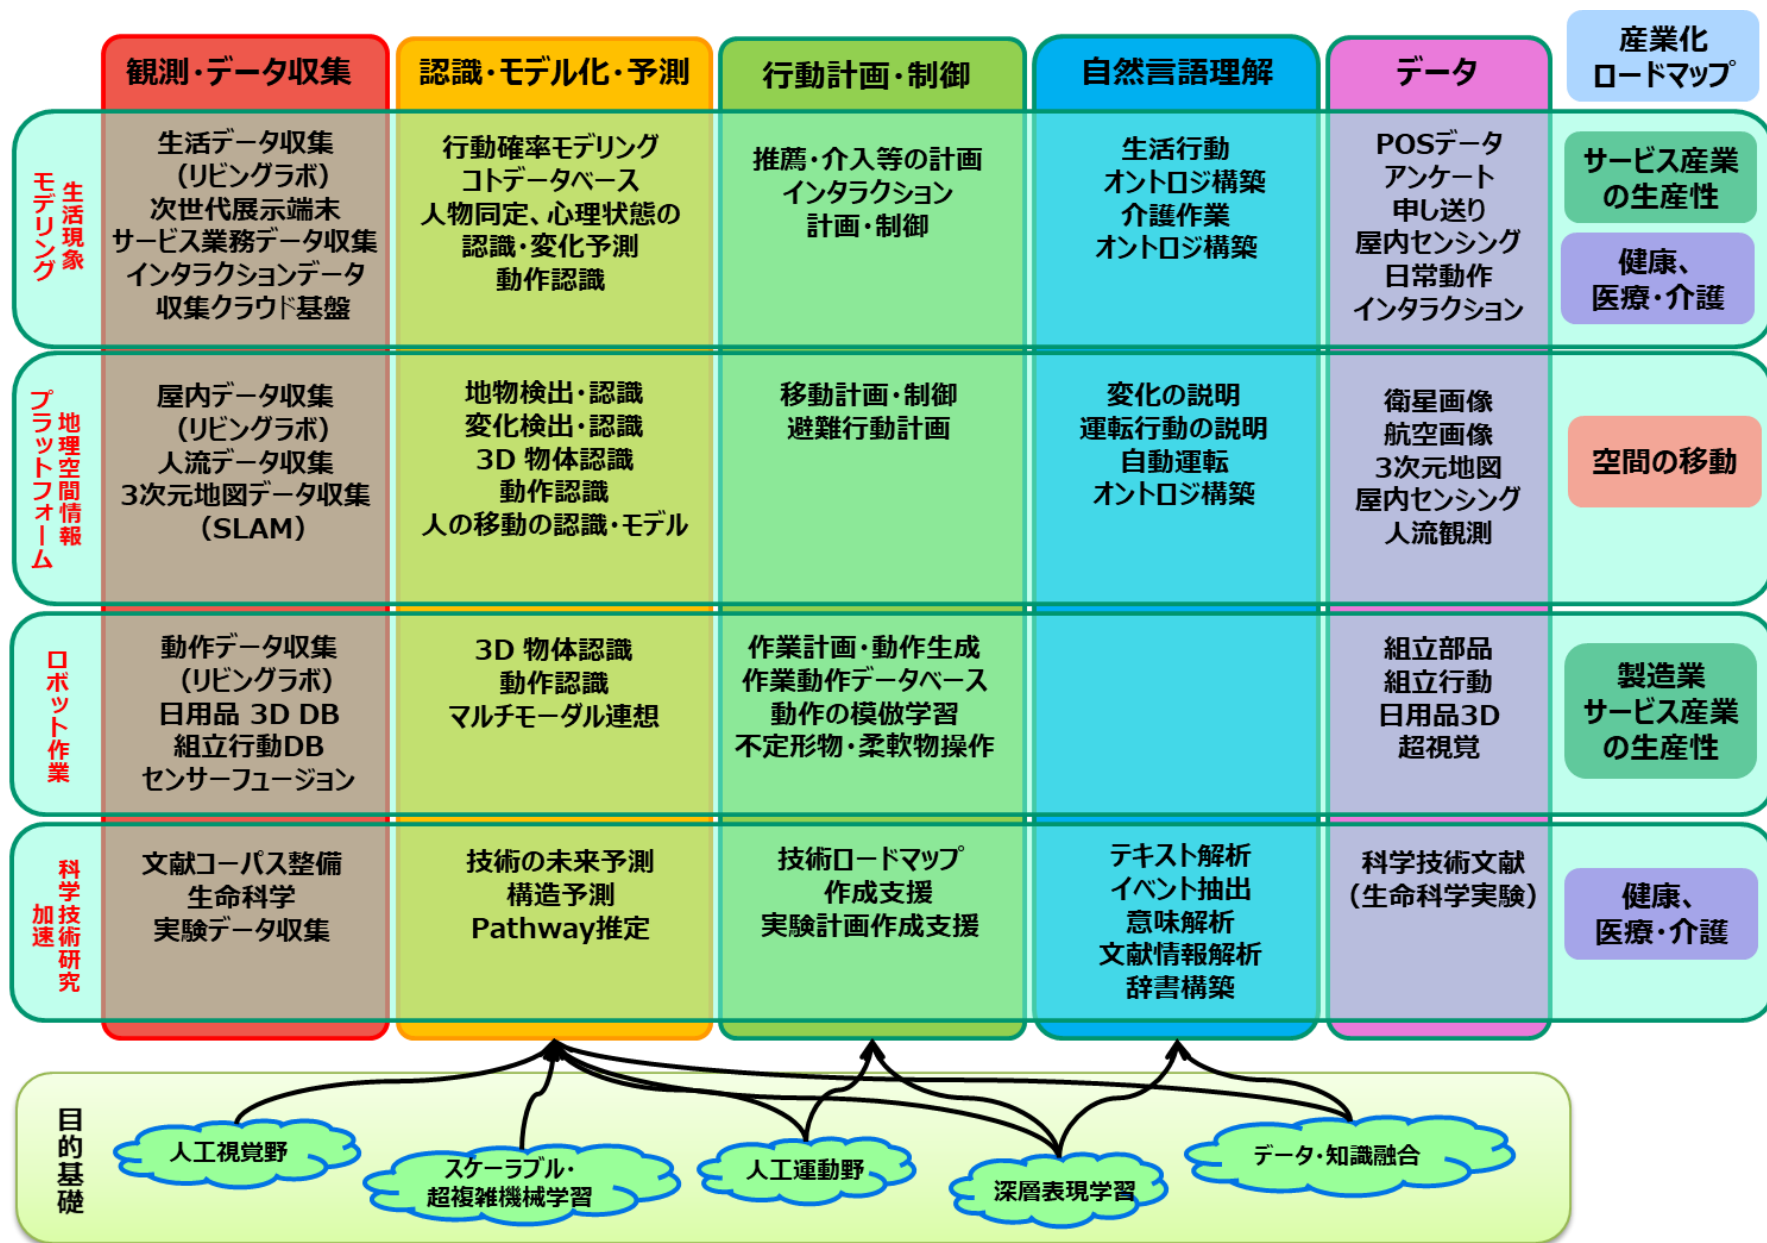 観測・データ収集
認識・モデル化・予測
行動計画・制御
自然言語理解
データ
産業化
ロードマップ
生活現象
モデリング
生活データ収集
(リビングラボ)
次世代展示端末
サービス業務データ収集
インタラクションデータ
収集クラウド基盤
行動確率モデリング
コトデータベース
人物同定、心理状態の
認識・変化予測
動作認識
推薦・介入等の計画
インタラクション
計画・制御
生活行動
オントロジ構築
介護作業
オントロジ構築
POSデータ
アンケート
申し送り
屋内センシング
日常動作
インタラクション
サービス産業
の生産性
健康、
医療・介護
地理空間情報
プラットフォーム
屋内データ収集
(リビングラボ)
人流データ収集
3次元地図データ収集
(SLAM)
地物検出・認識
変化検出・認識
3D 物体認識
動作認識
人の移動の認識・モデル
移動計画・制御
避難行動計画
変化の説明
運転行動の説明
自動運転
オントロジ構築
衛星画像
航空画像
3次元地図
屋内センシング
人流観測
空間の移動
ロボット作業
動作データ収集
(リビングラボ)
日用品 3D DB
組立行動DB
センサーフュージョン
3D 物体認識
動作認識
マルチモーダル連想
作業計画・動作生成
作業動作データベース
動作の模倣学習
不定形物・柔軟物操作
組立部品
組立行動
日用品3D
超視覚
製造業
サービス産業
の生産性
科学技術研究
加速
文献コーパス整備
生命科学
実験データ収集
技術の未来予測
構造予測
Pathway推定
技術ロードマップ
作成支援
実験計画作成支援
テキスト解析
イベント抽出
意味解析
文献情報解析
辞書構築
科学技術文献
(生命科学実験)
健康、
医療・介護
目的基礎
人工視覚野
スケーラブル・
超複雑機械学習
人工運動野
深層表現学習
データ・知識融合